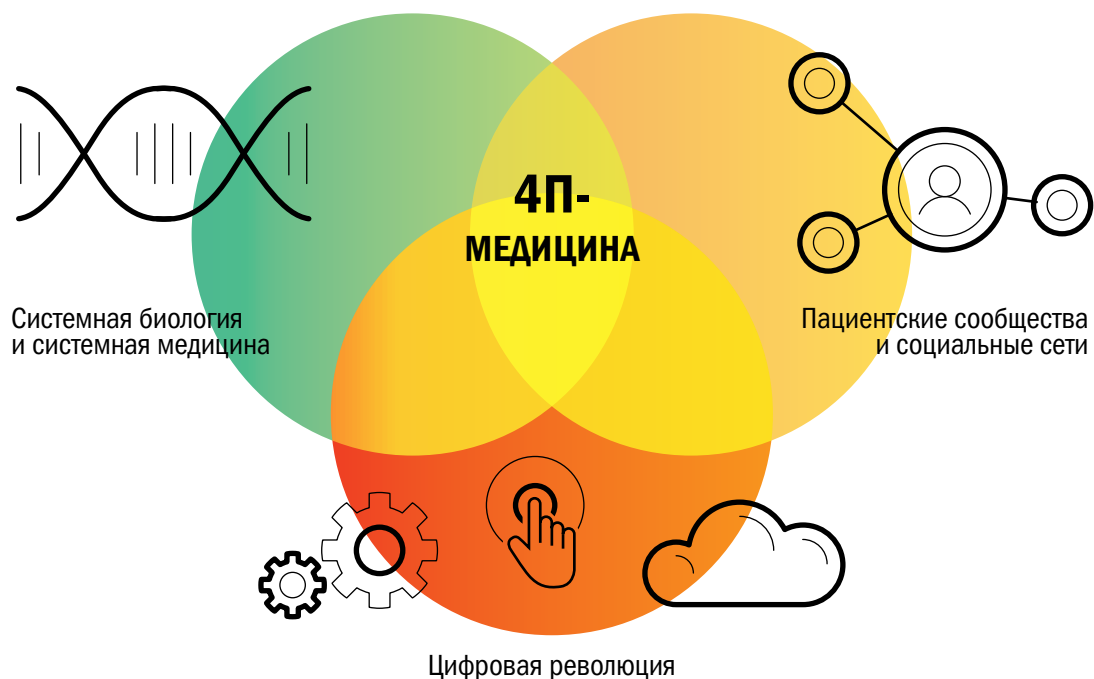 4П-
МЕДИЦИНА
Системная биология
и системная медицина
Пациентские сообщества
и социальные сети
Цифровая революция